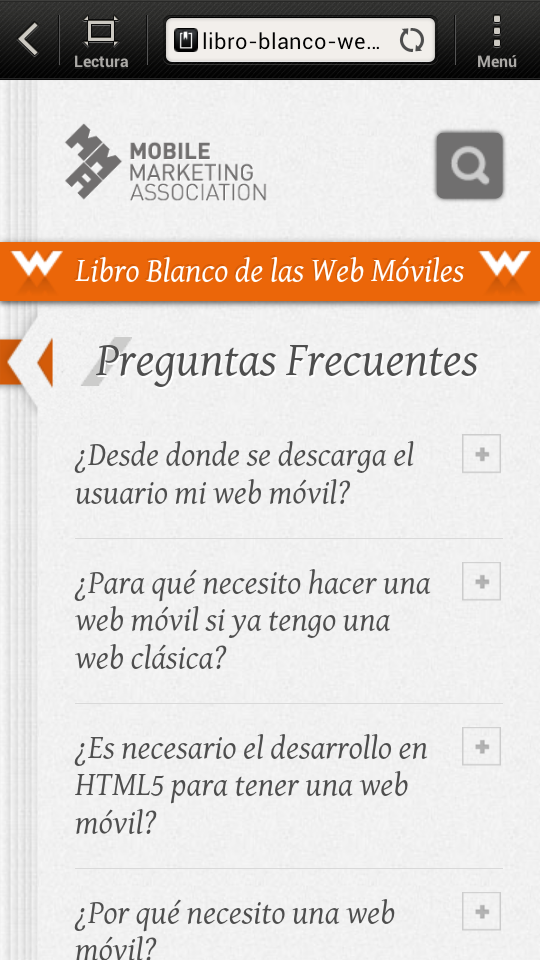 Lectura
libro-blanco-we...
Menú
MOBILE
MARKETING
ASSOCIATION
Libro Blanco de las Web Móviles
Preguntas Frecuentes
¿Desde donde se descarga el
usuario mi web móvil?
¿Para qué necesito hacer una
web móvil si ya tengo una
web clásica?
¿Es necesario el desarrollo en
HTML5 para tener una web
móvil?
¿Por qué necesito una web
móvil?